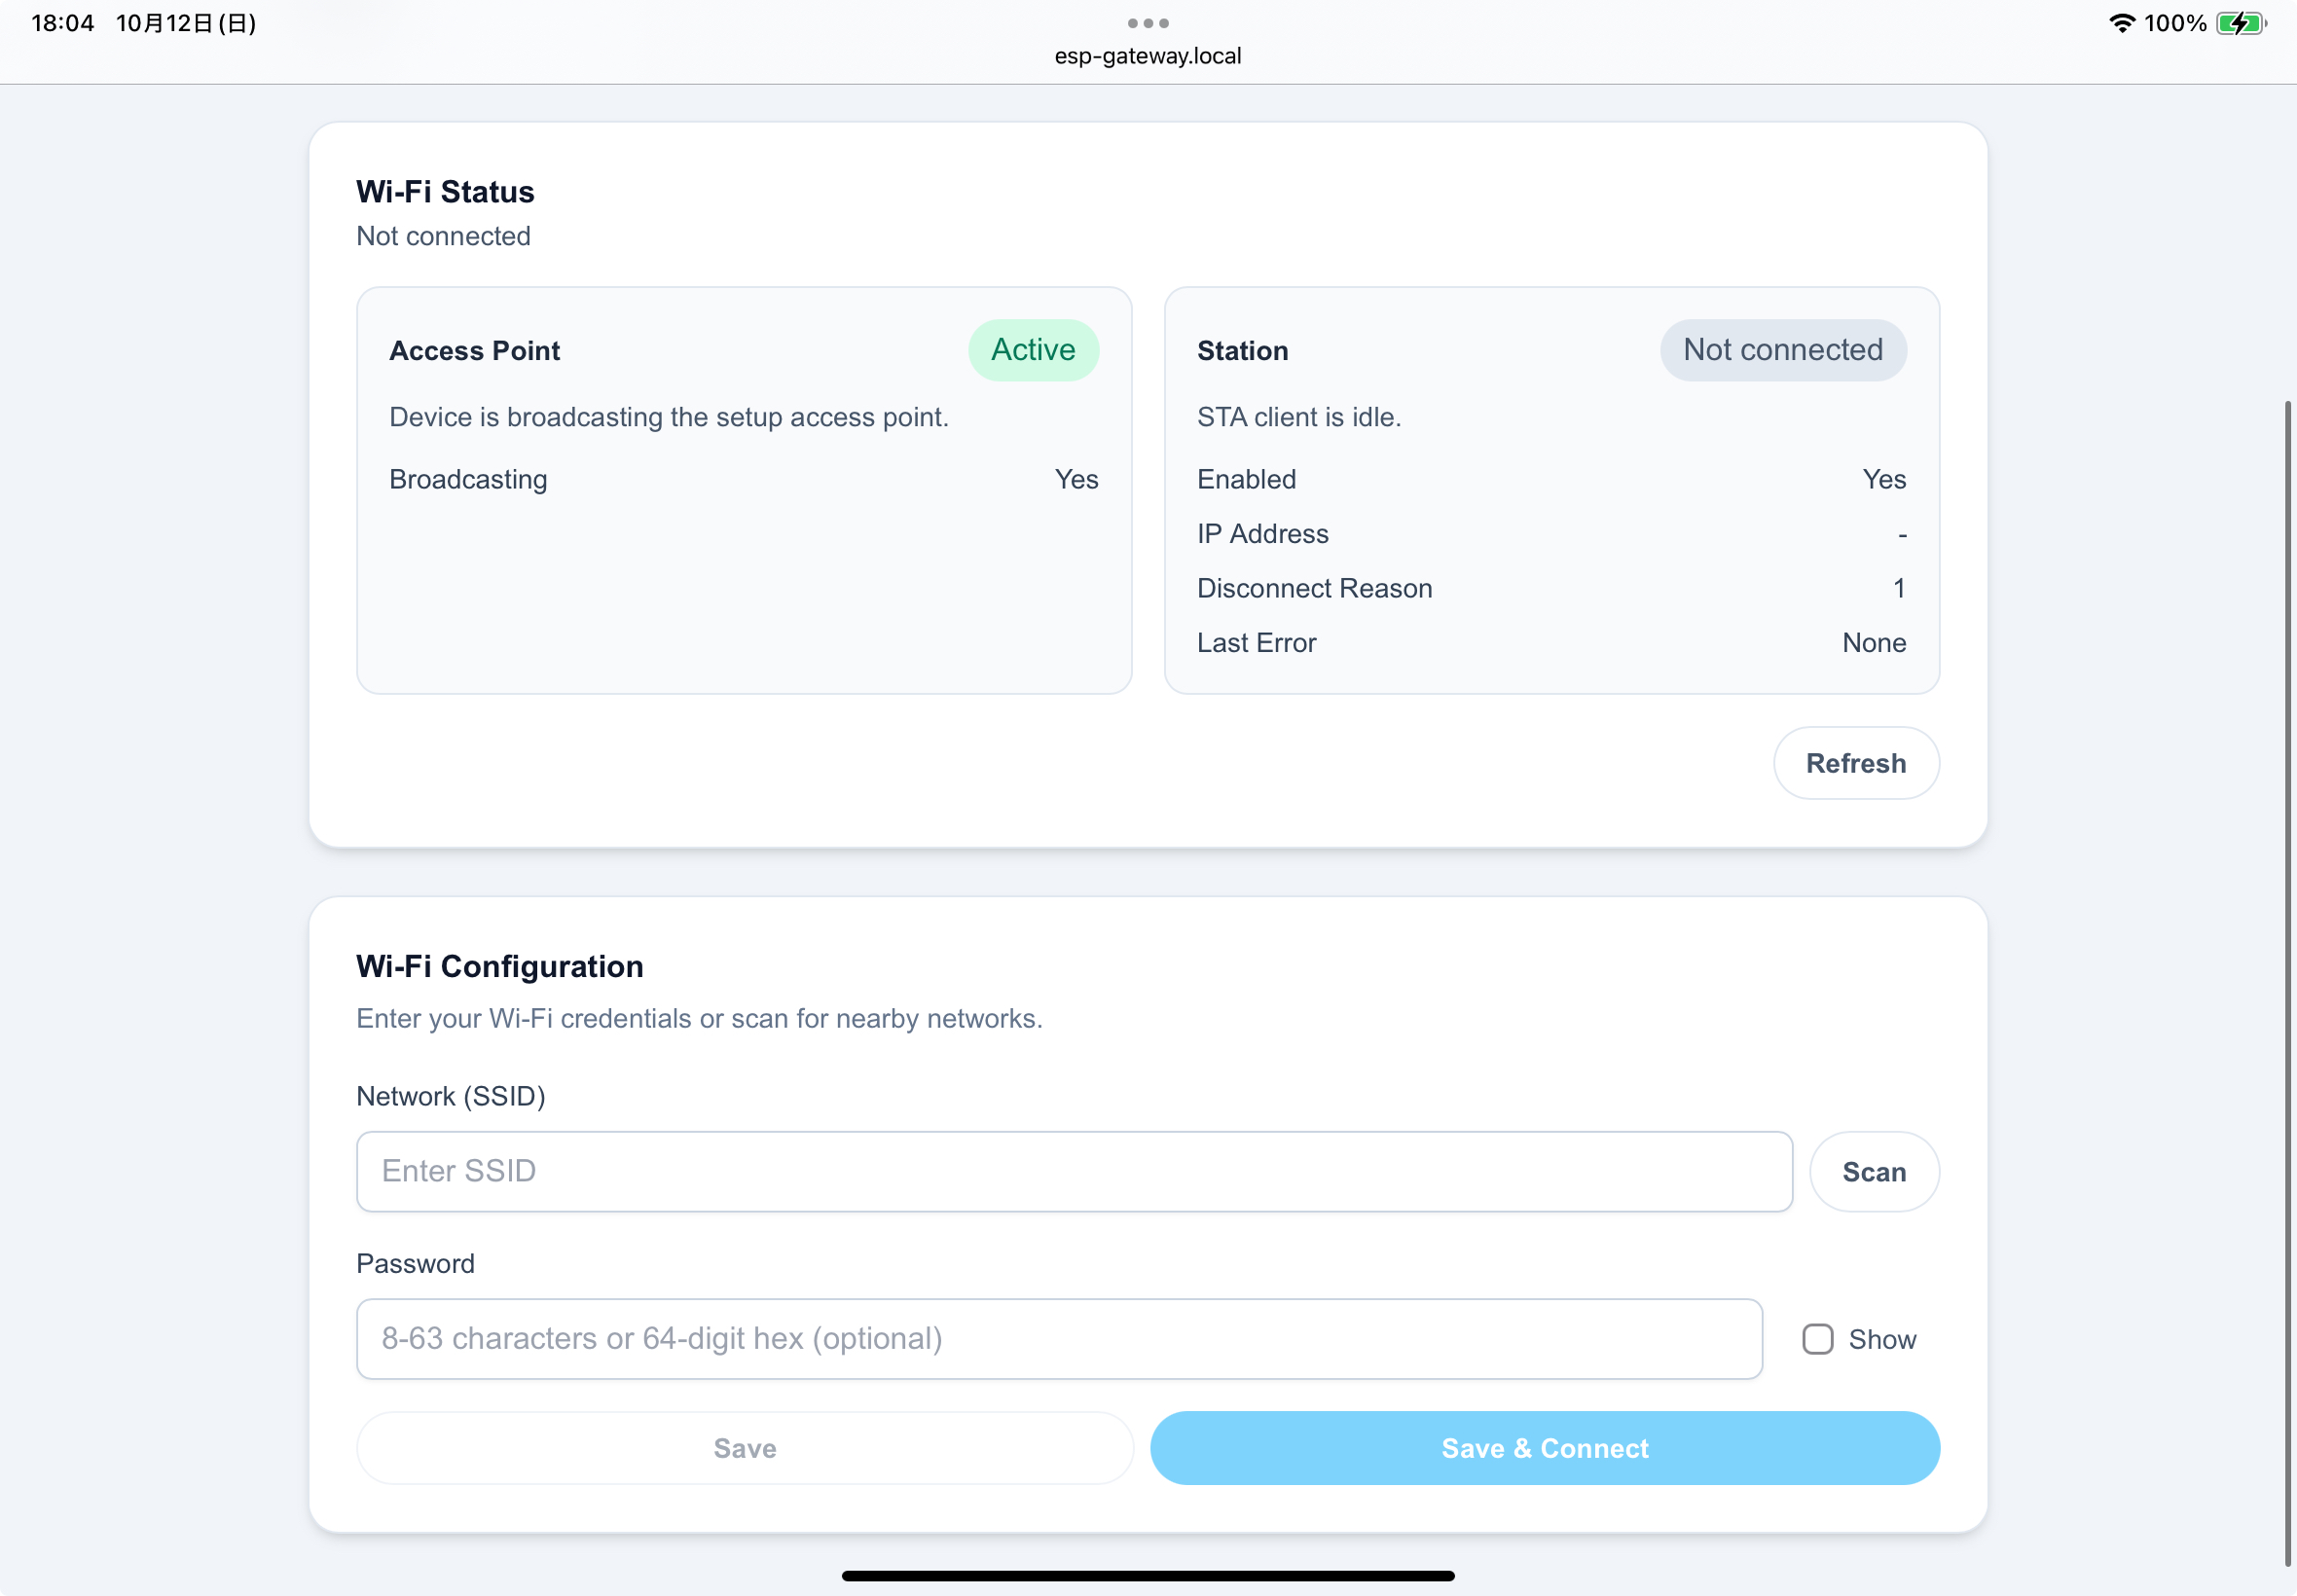 18:04 10月12日(日)
100%
esp-gateway.local
Wi-Fi Status
Not connected
Access Point
Active
Device is broadcasting the setup access point.
Broadcasting
Yes
Station
Not connected
STA client is idle.
Enabled
Yes
IP Address
-
Disconnect Reason
1
Last Error
None
Refresh
Wi-Fi Configuration
Enter your Wi-Fi credentials or scan for nearby networks.
Network (SSID)
Enter SSID
Scan
Password
8-63 characters or 64-digit hex (optional)
Show
Save
Save & Connect